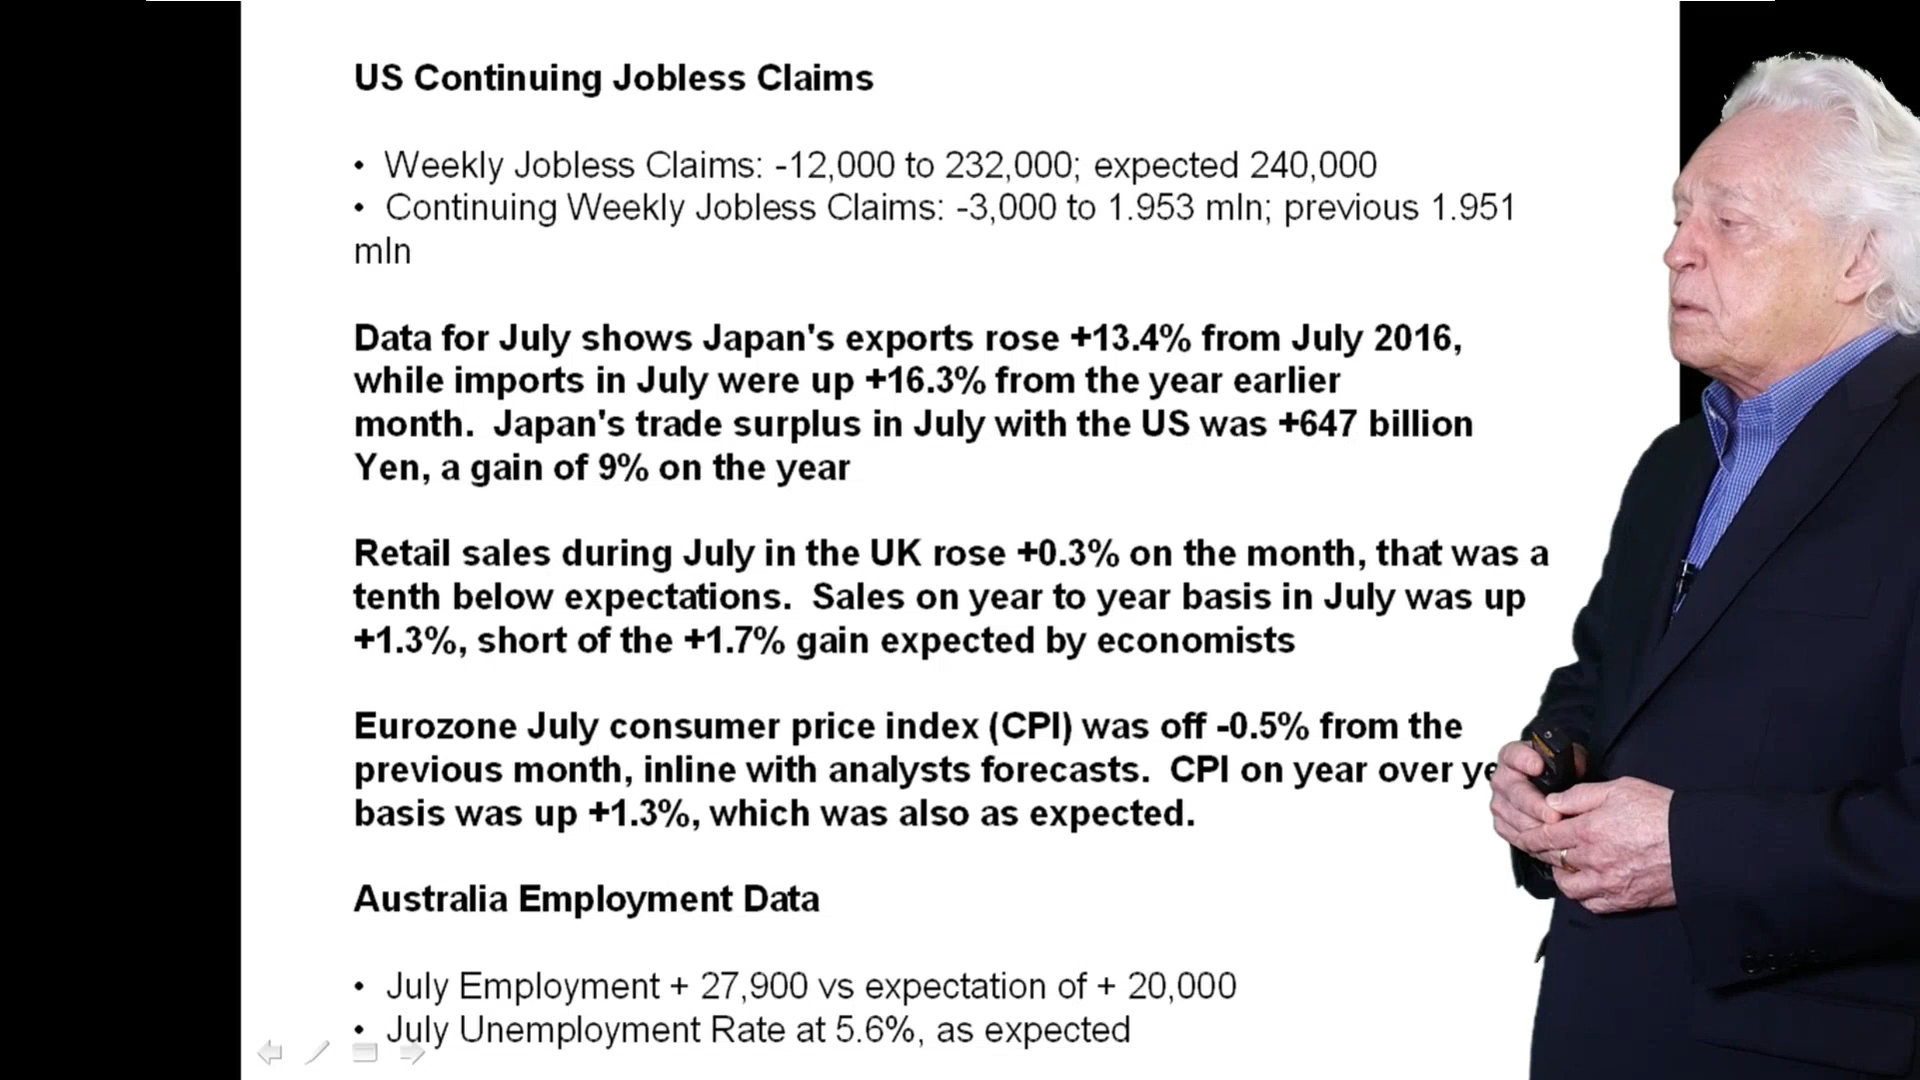 US Continuing Jobless Claims
• Weekly Jobless Claims: -12,000 to 232,000; expected 240,000
• Continuing Weekly Jobless Claims: -3,000 to 1.953 mln; previous 1.951
mln
Data for July shows Japan's exports rose +13.4% from July 2016,
while imports in July were up +16.3% from the year earlier
month. Japan's trade surplus in July with the US was +647 billion
Yen, a gain of 9% on the year
Retail sales during July in the UK rose +0.3% on the month, that was a
tenth below expectations. Sales on year to year basis in July was up
+1.3%, short of the +1.7% gain expected by economists
Eurozone July consumer price index (CPI) was off -0.5% from the
previous month, inline with analysts forecasts. CPI on year over ye
basis was up +1.3%, which was also as expected.
Australia Employment Data
• July Employment + 27,900 vs expectation of + 20,000
• July Unemployment Rate at 5.6%, as expected